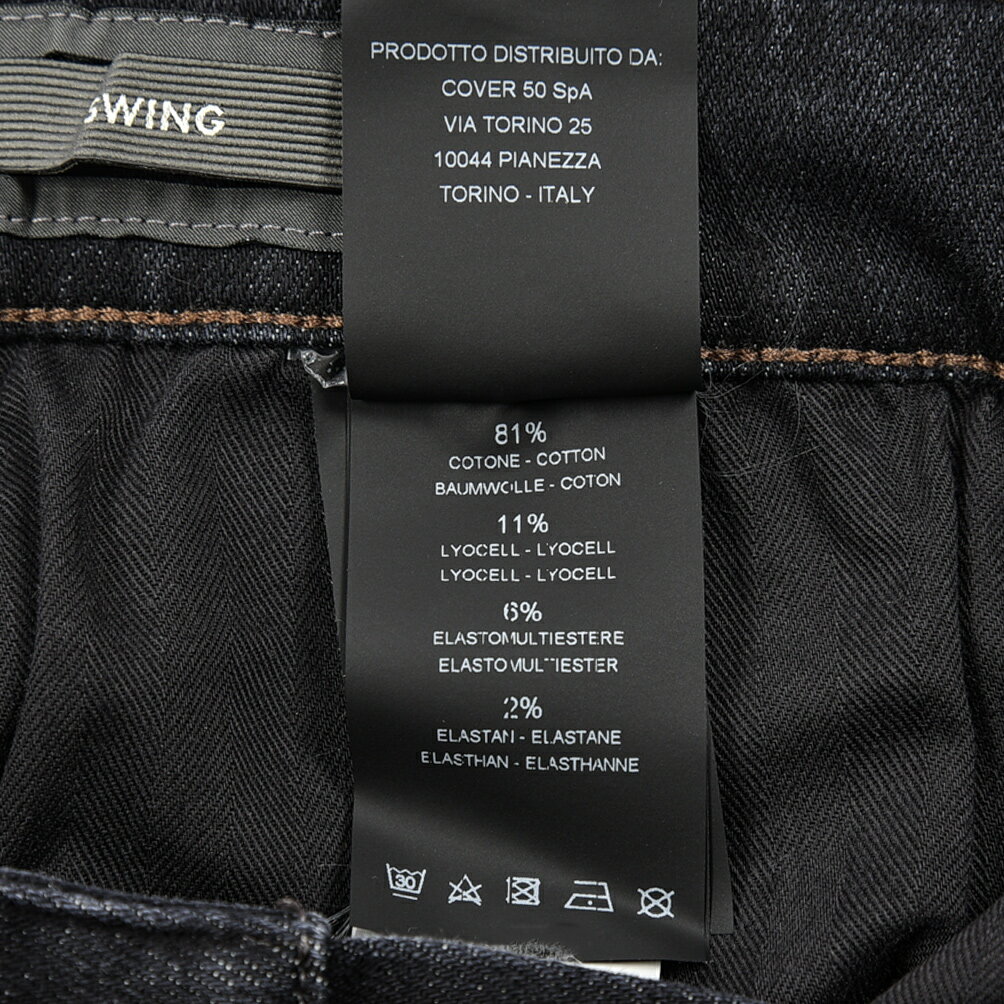 SWING
PRODOTTO DISTRIBUITO DA:
COVER 50 SpA
VIA TORINO 25
10044 PIANEZZA
TORINO - ITALY
81%
COTONE - COTTON
BAUMWOLLE - COTON
11%
LYOCELL - LYOCELL
LYOCELL - LYOCELL
6%
ELASTOMULTIESTERE
ELASTOMULTIESTER
2%
ELASTAN - ELASTANE
ELASTHAN - ELASTHANNE
30